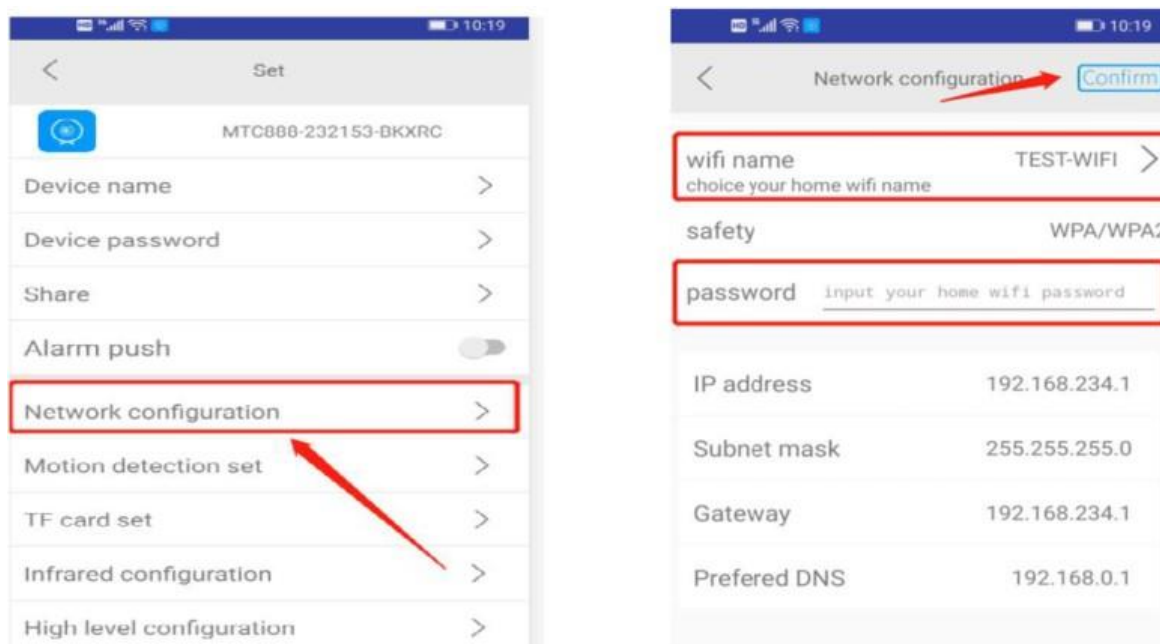 10:19
Set
MTC888-232153-BKXRC
Device name
Device password
Share
Alarm push
Network configuration
Motion detection set
TF card set
Infrared configuration
High level configuration
HD
10:19
Network configuration
Confirm
wifi name
TEST-WIFI
choice your home wifi name
safety
WPA/WPA2
password
input your home wifi password
IP address
192.168.234.1
Subnet mask
255.255.255.0
Gateway
192.168.234.1
Prefered DNS
192.168.0.1